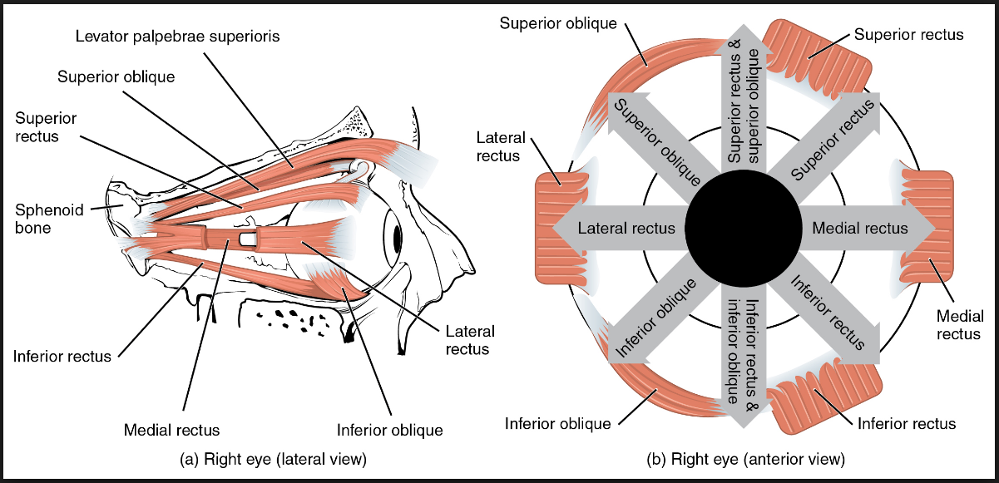 Levator palpebrae superioris
Superior oblique
Superior
rectus
Sphenoid
bone
Inferior rectus
Medial rectus
Inferior oblique
Lateral
rectus
(a) Right eye (lateral view)
Superior oblique
Superior rectus
Lateral
rectus
Medial
rectus
Inferior oblique
Inferior rectus
Superior oblique
Superior rectus &
superior oblique
Superior rectus
Lateral rectus
Medial rectus
Inferior oblique
Inferior rectus &
inferior oblique
Inferior rectus
(b) Right eye (anterior view)